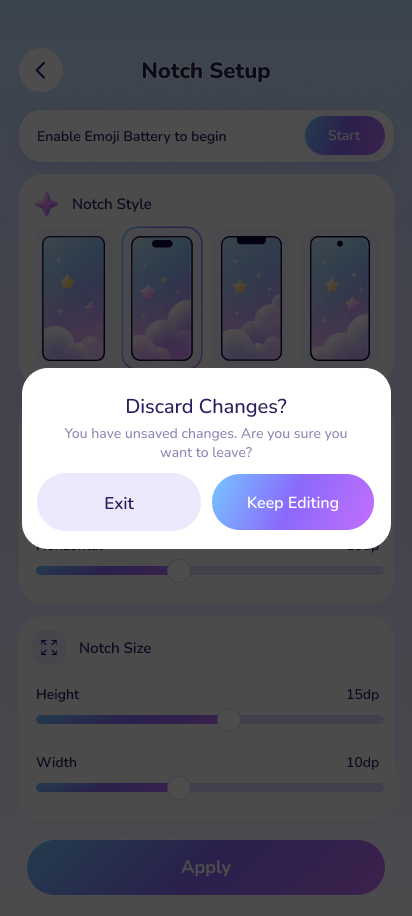 Notch Setup
Enable Emoji Battery to begin
Start
Notch Style
Discard Changes?
You have unsaved changes. Are you sure you
want to leave?
Exit
Keep Editing
Notch Size
Height
15dp
Width
10dp
Apply